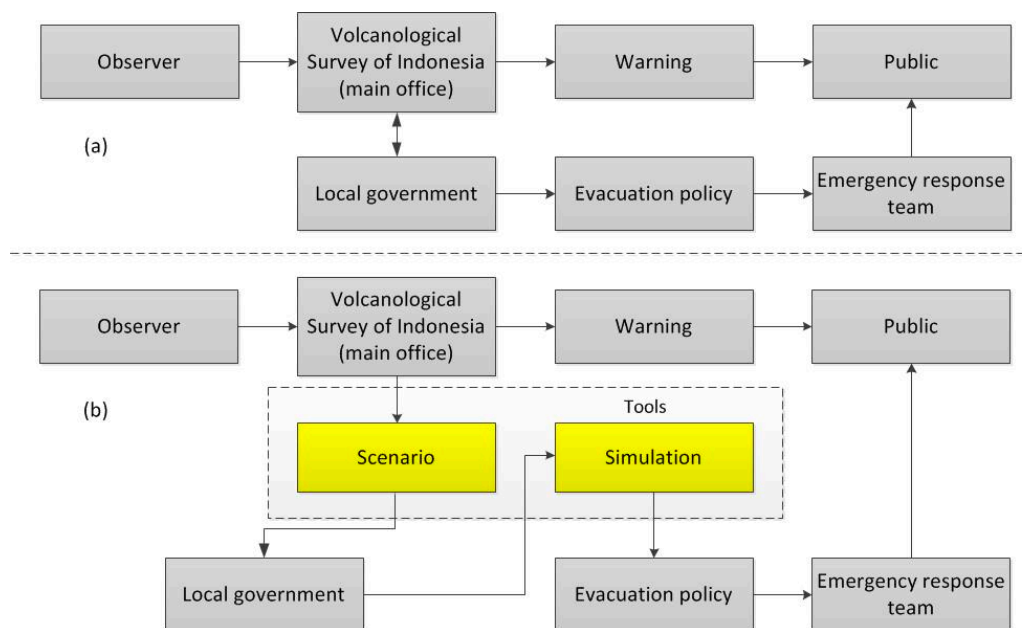 Observer
Volcanological
Survey of Indonesia
(main office)
Warning
Public
(a)
Local government
Evacuation policy
Emergency response
team
Observer
Volcanological
Survey of Indonesia
(main office)
Warning
Public
(b)
Tools
Scenario
Simulation
Local government
Evacuation policy
Emergency response
team